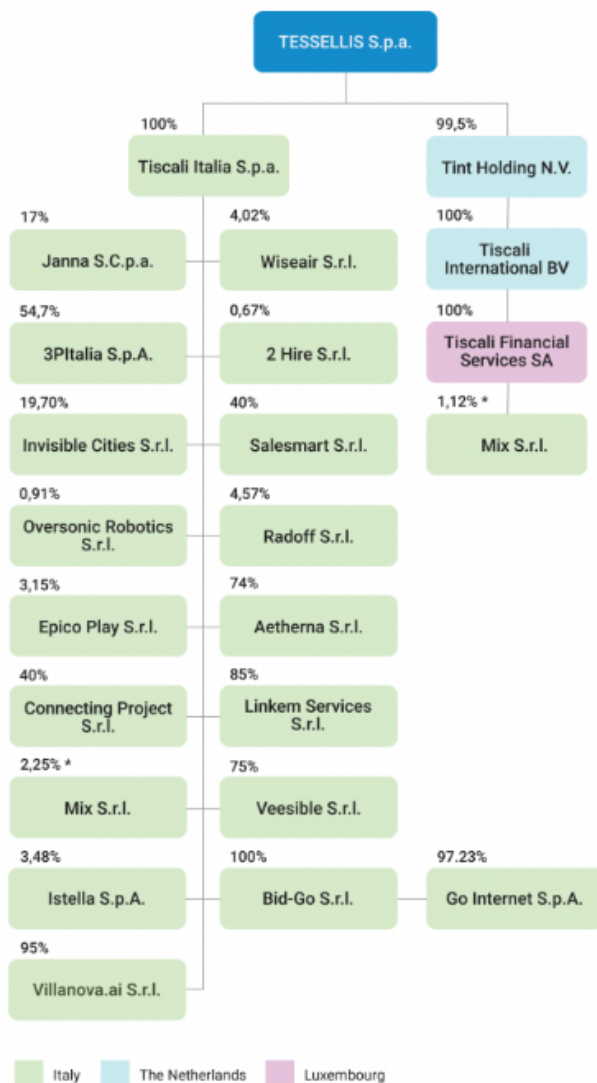 TESSELLIS S.p.a.
100%
Tiscali Italia S.p.a.
99,5%
Tint Holding N.V.
17%
Janna S.C.p.a.
4,02%
Wiseair S.r.l.
100%
Tiscali
International BV
54,7%
3PItalia S.p.A.
0,67%
2 Hire S.r.l.
100%
Tiscali Financial
Services SA
19,70%
Invisible Cities S.r.l.
40%
Salesmart S.r.l.
1,12% *
Mix S.r.l.
0,91%
Oversonic Robotics
S.r.l.
4,57%
Radoff S.r.l.
3,15%
Epico Play S.r.l.
74%
Aetherna S.r.l.
40%
Connecting Project
S.r.l.
85%
Linkem Services
S.r.l.
2,25% *
Mix S.r.l.
75%
Veesible S.r.l.
3,48%
Istella S.p.A.
100%
Bid-Go S.r.l.
97.23%
Go Internet S.p.A.
95%
Villanova.ai S.r.l.
Italy
The Netherlands
Luxembourg